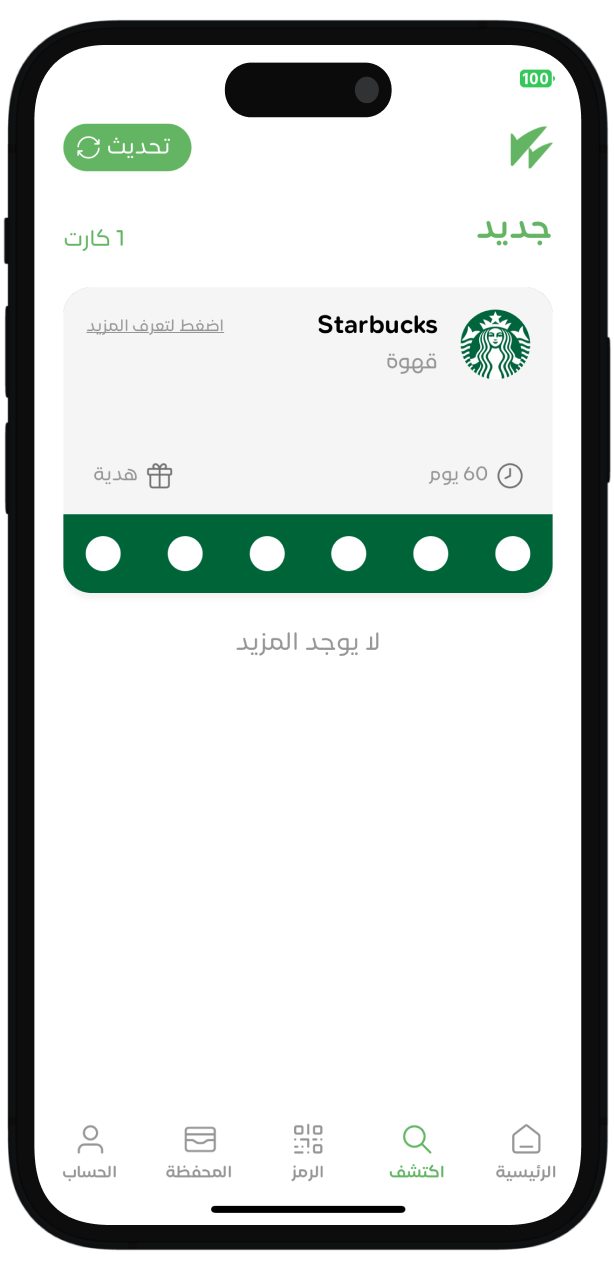 100
تحديث
جديد
1 كارت
Starbucks
اضغط لتعرف المزيد
قهوة
60 يوم
هدية
لا يوجد المزيد
الرئيسية
اكتشف
الرمز
المحفظة
الحساب